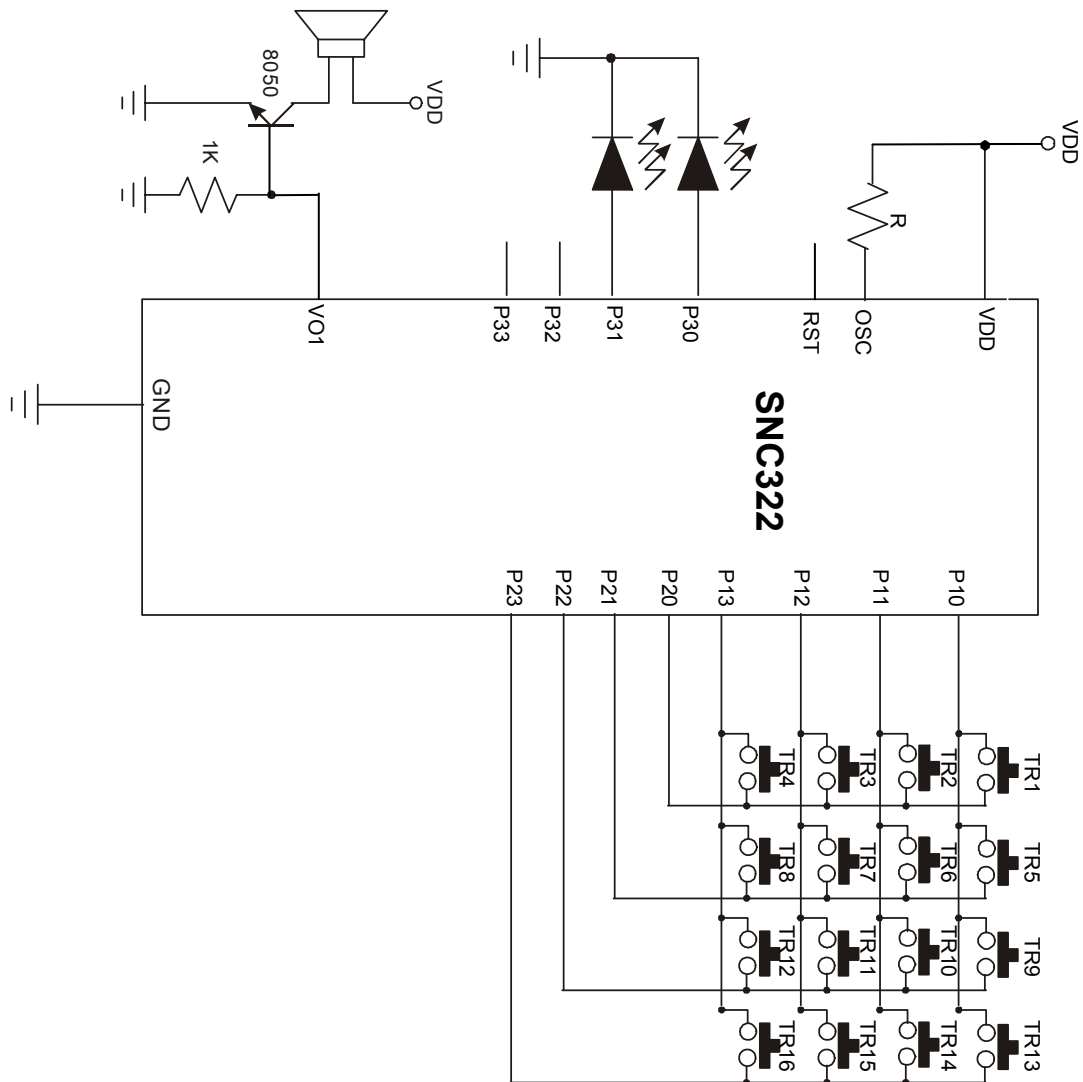 8050
VDD
1K
VDD
R
VO1
P33
P32
P31
P30
RST
OSC
VDD
GND
SNC322
P23
P22
P21
P20
P13
P12
P11
P10
TR4
TR3
TR2
TR1
TR8
TR7
TR6
TR5
TR12
TR11
TR10
TR9
TR16
TR15
TR14
TR13